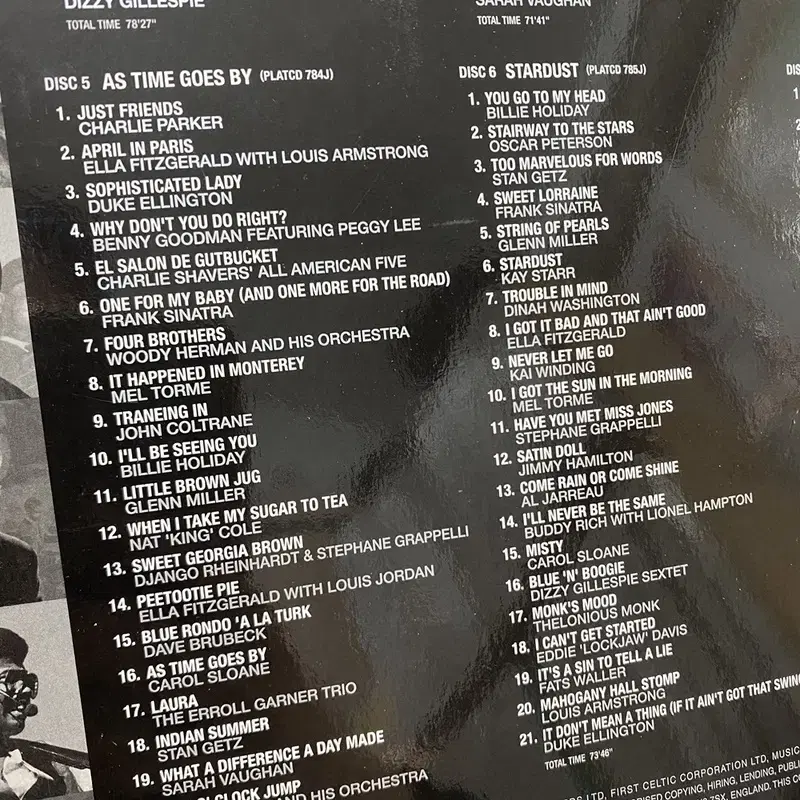 DIZZY GILLESPIE
TOTAL TIME 78'27"
DISC 5 AS TIME GOES BY (PLATCD 784J)
1. JUST FRIENDS
CHARLIE PARKER
2. APRIL IN PARIS
ELLA FITZGERALD WITH LOUIS ARMSTRONG
3. SOPHISTICATED LADY
DUKE ELLINGTON
4. WHY DON'T YOU DO RIGHT?
BENNY GOODMAN FEATURING PEGGY LEE
5. EL SALON DE GUTBUCKET
CHARLIE SHAVERS' ALL AMERICAN FIVE
6. ONE FOR MY BABY (AND ONE MORE FOR THE ROAD)
FRANK SINATRA
7. FOUR BROTHERS
WOODY HERMAN AND HIS ORCHESTRA
8. IT HAPPENED IN MONTEREY
MEL TORME
9. TRANEING IN
JOHN COLTRANE
10. I'LL BE SEEING YOU
BILLIE HOLIDAY
11. LITTLE BROWN JUG
GLENN MILLER
12. WHEN I TAKE MY SUGAR TO TEA
NAT 'KING' COLE
13. SWEET GEORGIA BROWN
DJANGO RHEINHARDT & STEPHANE GRAPPELLI
14. PEETOOTIE PIE
ELLA FITZGERALD WITH LOUIS JORDAN
15. BLUE RONDO 'A LA TURK
DAVE BRUBECK
16. AS TIME GOES BY
CAROL SLOANE
17. LAURA
THE ERROLL GARNER TRIO
18. INDIAN SUMMER
STAN GETZ
19. WHAT A DIFFERENCE A DAY MADE
SARAH VAUGHAN
O'CLOCK JUMP
AND HIS ORCHESTRA
SARAH VAUGHAN
TOTAL TIME 71'41"
DISC 6 STARDUST (PLATCD 785J)
1. YOU GO TO MY HEAD
BILLIE HOLIDAY
2. STAIRWAY TO THE STARS
OSCAR PETERSON
3. TOO MARVELOUS FOR WORDS
STAN GETZ
4. SWEET LORRAINE
FRANK SINATRA
5. STRING OF PEARLS
GLENN MILLER
6. STARDUST
KAY STARR
7. TROUBLE IN MIND
DINAH WASHINGTON
8. I GOT IT BAD AND THAT AIN'T GOOD
ELLA FITZGERALD
9. NEVER LET ME GO
KAI WINDING
10. I GOT THE SUN IN THE MORNING
MEL TORME
11. HAVE YOU MET MISS JONES
STEPHANE GRAPPELLI
12. SATIN DOLL
JIMMY HAMILTON
13. COME RAIN OR COME SHINE
AL JARREAU
14. I'LL NEVER BE THE SAME
BUDDY RICH WITH LIONEL HAMPTON
15. MISTY
CAROL SLOANE
16. BLUE 'N' BOOGIE
DIZZY GILLESPIE SEXTET
17. MONK'S MOOD
THELONIOUS MONK
18. I CAN'T GET STARTED
EDDIE 'LOCKJAW' DAVIS
19. IT'S A SIN TO TELL A LIE
FATS WALLER
20. MAHOGANY HALL STOMP
LOUIS ARMSTRONG
21. IT DON'T MEAN A THING (IF IT AIN'T GOT THAT SWING
DUKE ELLINGTON
TOTAL TIME 73'46"
LTD, FIRST CELTIC CORPORATION LTD,
COPYING, HIRING, LENDING,
ENGLAND.